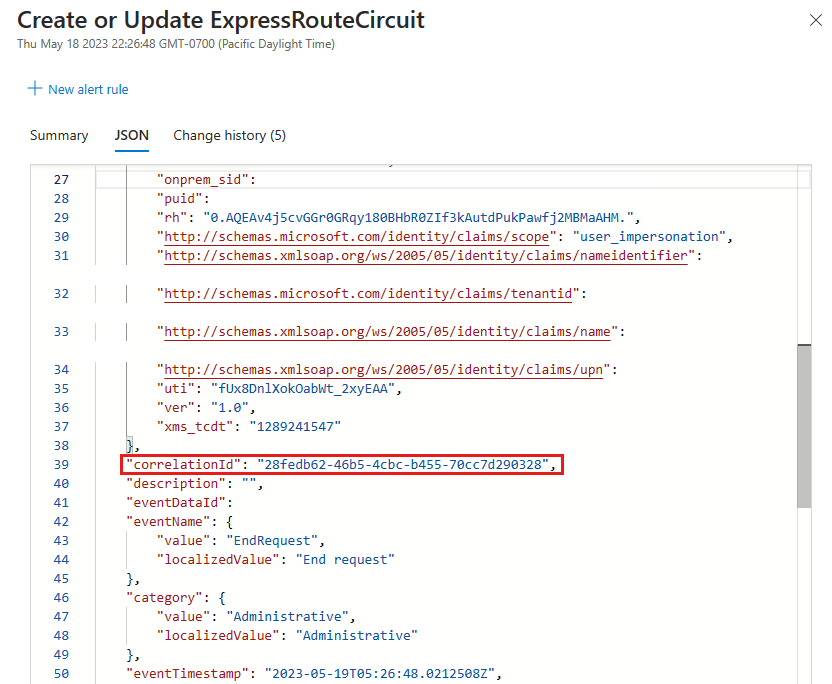 Create or Update ExpressRouteCircuit
Thu May 18 2023 22:26:48 GMT-0700 (Pacific Daylight Time)
New alert rule
Summary JSON Change history (5)
27 "onprem_sid":
28 "puid":
29 "rh": "0.AQEAv4j5cvGGr0GRqy180BHbR0ZIf3kAutdPukPawfj2MBMaAHM.",
30 "http://schemas.microsoft.com/identity/claims/scope": "user_impersonation",
31 "http://schemas.xmlsoap.org/ws/2005/05/identity/claims/nameidentifier":
32 "http://schemas.microsoft.com/identity/claims/tenantid":
33 "http://schemas.xmlsoap.org/ws/2005/05/identity/claims/name":
34 "http://schemas.xmlsoap.org/ws/2005/05/identity/claims/upn":
35 "uti": "fUx8DnlXokOabWt_2xyEAA",
36 "ver": "1.0",
37 "xms_tcdt": "1289241547"
38 },
39 "correlationId": "28fedb62-46b5-4cbc-b455-70cc7d290328",
40 "description": "",
41 "eventDataId":
42 "eventName": {
43 "value": "EndRequest",
44 "localizedValue": "End request"
45 },
46 "category": {
47 "value": "Administrative",
48 "localizedValue": "Administrative"
49 },
50 "eventTimestamp": "2023-05-19T05:26:48.0212508Z",